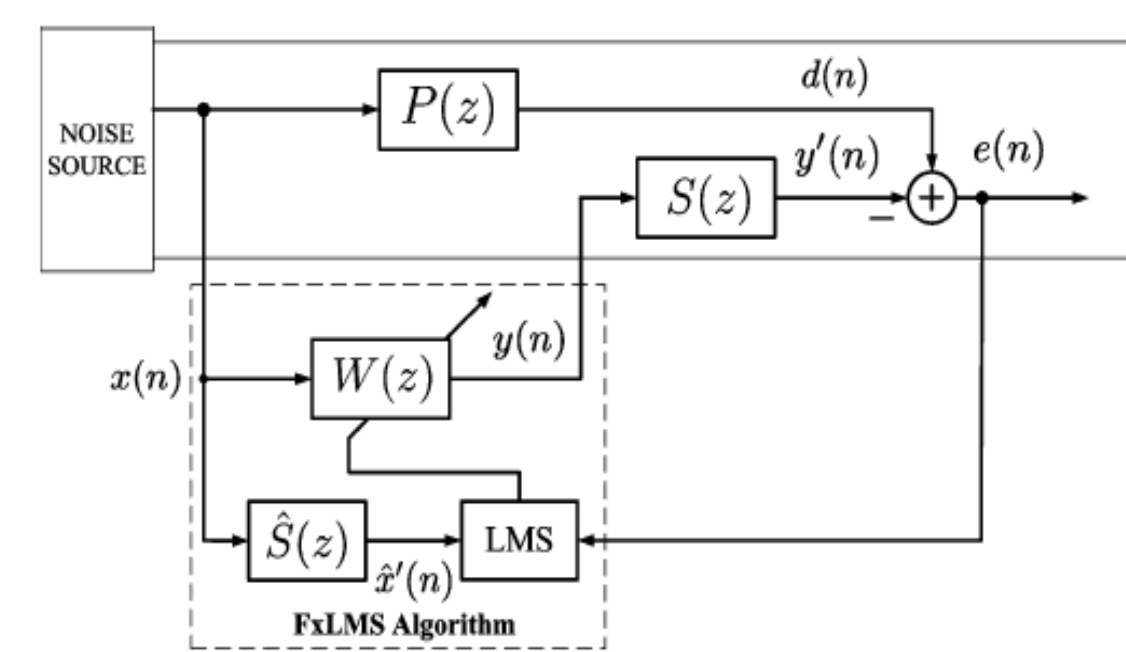 d(n)
P(z)
NOISE
SOURCE
y′(n)
e(n)
S(z)
+
−
y(n)
x(n)
W(z)
Ŝ(z)
LMS
x̂′(n)
FxLMS Algorithm